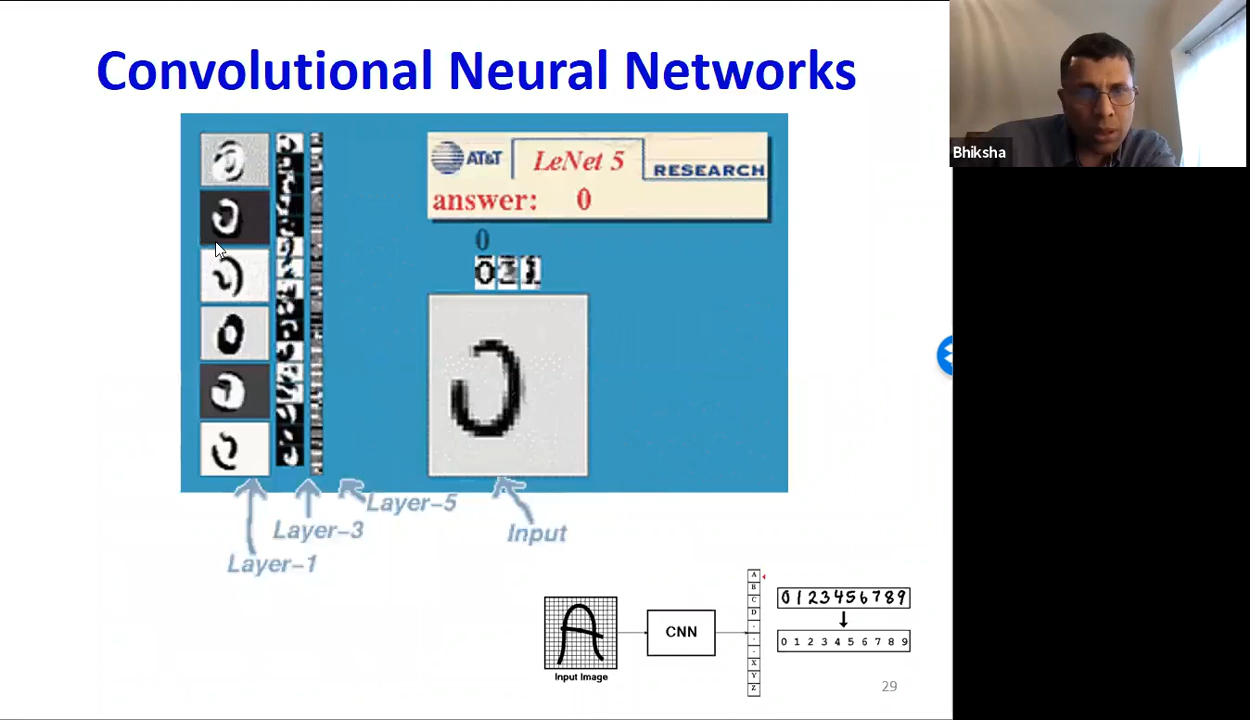 Convolutional Neural Networks
Bhiksha
AT&T
LeNet 5
RESEARCH
answer: 0
0
0
Layer-5
Layer-3
Input
Layer-1
A
B
C
D
X
Y
Z
0123456789
CNN
0 1 2 3 4 5 6 7 8 9
Input Image
29